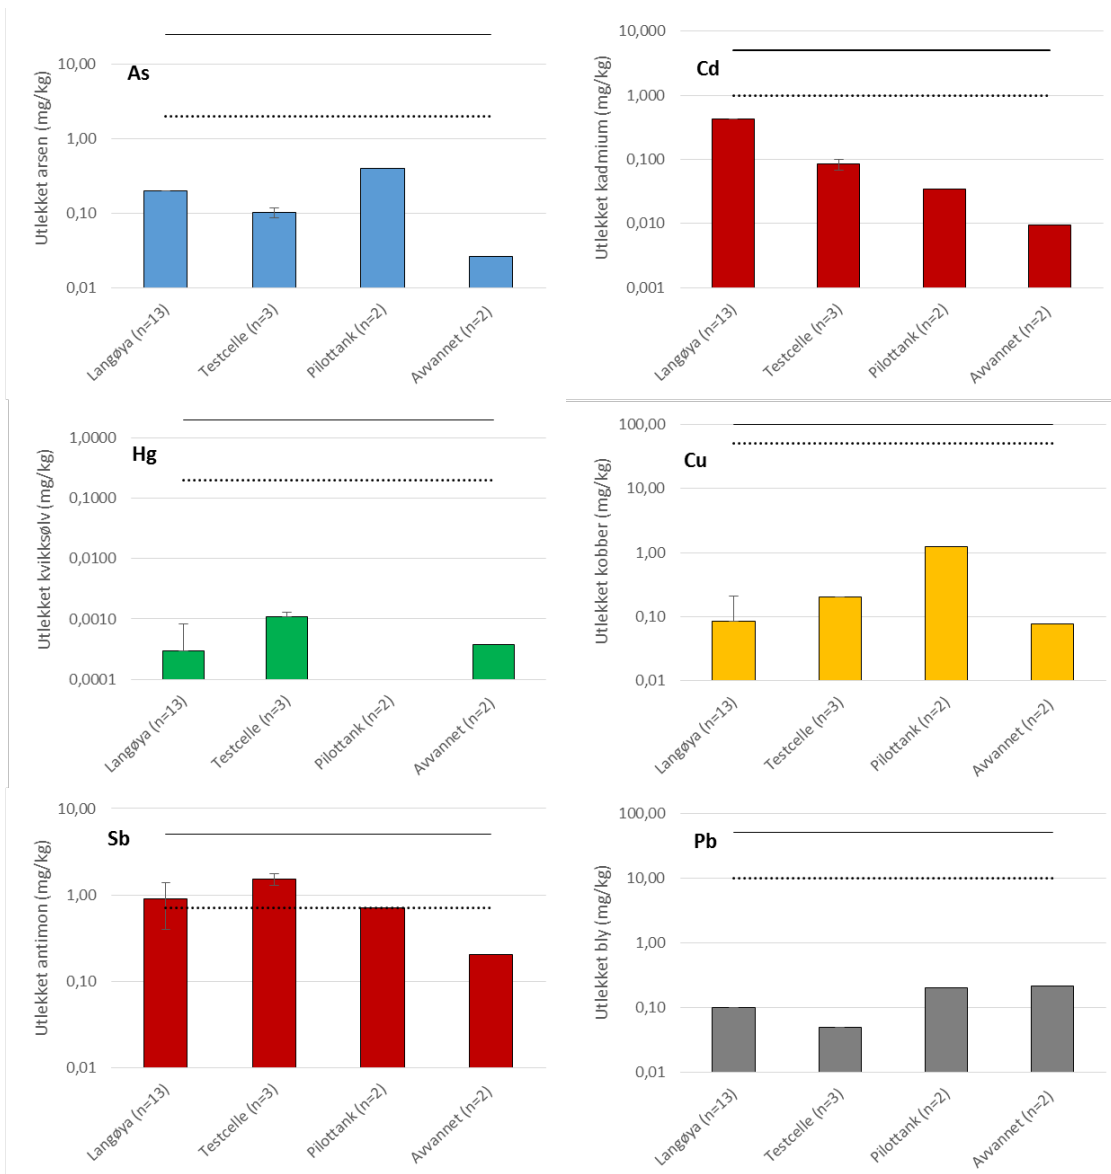 As
Utlekket arsen (mg/kg)
10,00
1,00
0,10
0,01
Langøya (n=13)
Testcelle (n=3)
Pilottank (n=2)
Avvannet (n=2)
Cd
Utlekket kadmium (mg/kg)
10,000
1,000
0,100
0,010
0,001
Langøya (n=13)
Testcelle (n=3)
Pilottank (n=2)
Avvannet (n=2)
Hg
Utlekket kvikksølv (mg/kg)
1,0000
0,1000
0,0100
0,0010
0,0001
Langøya (n=13)
Testcelle (n=3)
Pilottank (n=2)
Avvannet (n=2)
Cu
Utlekket kobber (mg/kg)
100,00
10,00
1,00
0,10
0,01
Langøya (n=13)
Testcelle (n=3)
Pilottank (n=2)
Avvannet (n=2)
Sb
Utlekket antimon (mg/kg)
10,00
1,00
0,10
0,01
Langøya (n=13)
Testcelle (n=3)
Pilottank (n=2)
Avvannet (n=2)
Pb
Utlekket bly (mg/kg)
100,00
10,00
1,00
0,10
0,01
Langøya (n=13)
Testcelle (n=3)
Pilottank (n=2)
Avvannet (n=2)